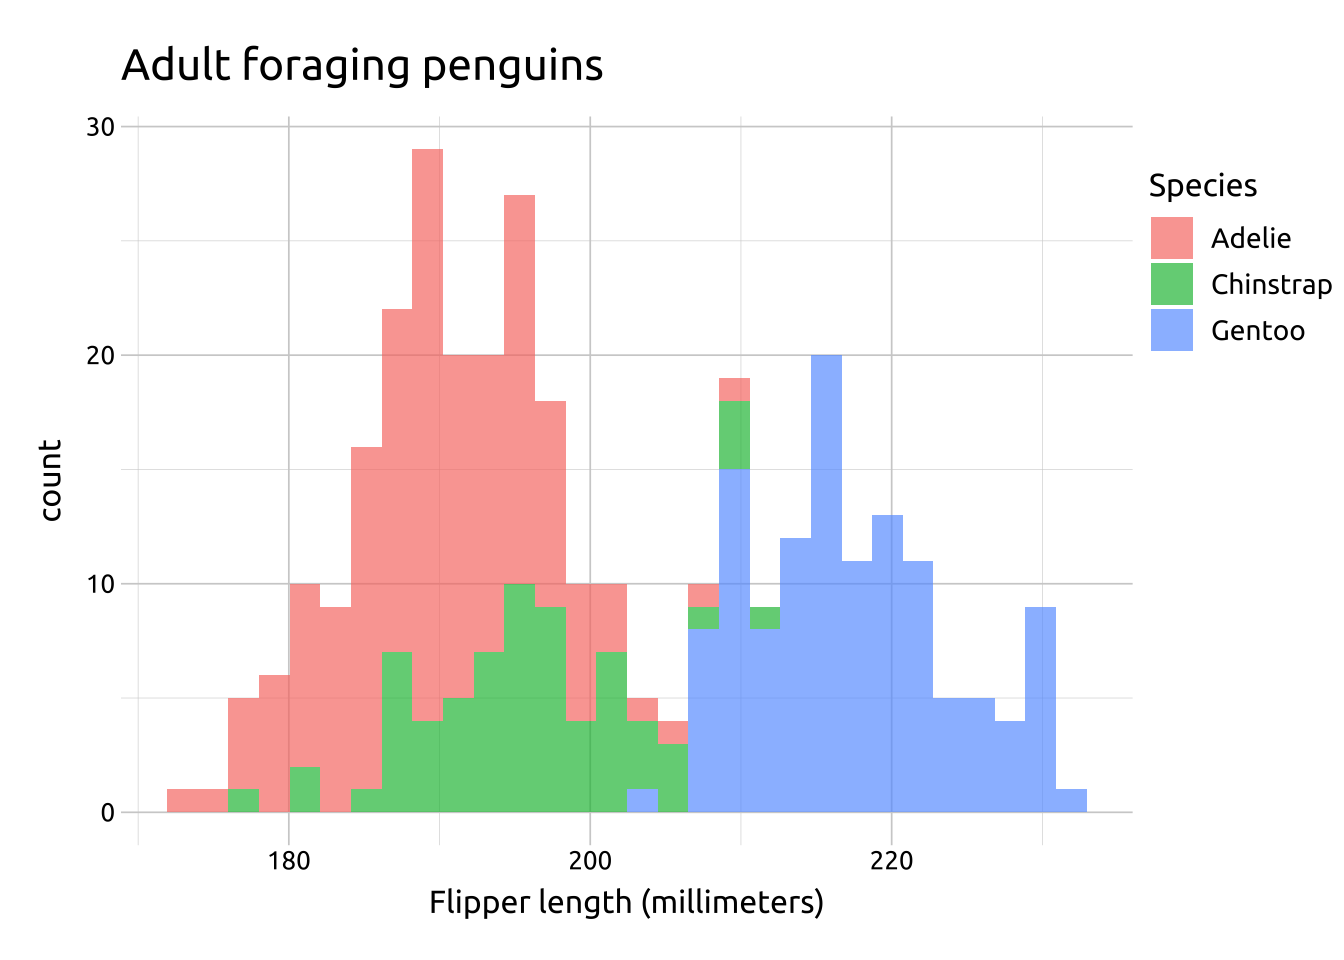 Adult foraging penguins
30
20
10
0
count
180 200 220
Flipper length (millimeters)
Species
Adelie
Chinstrap
Gentoo